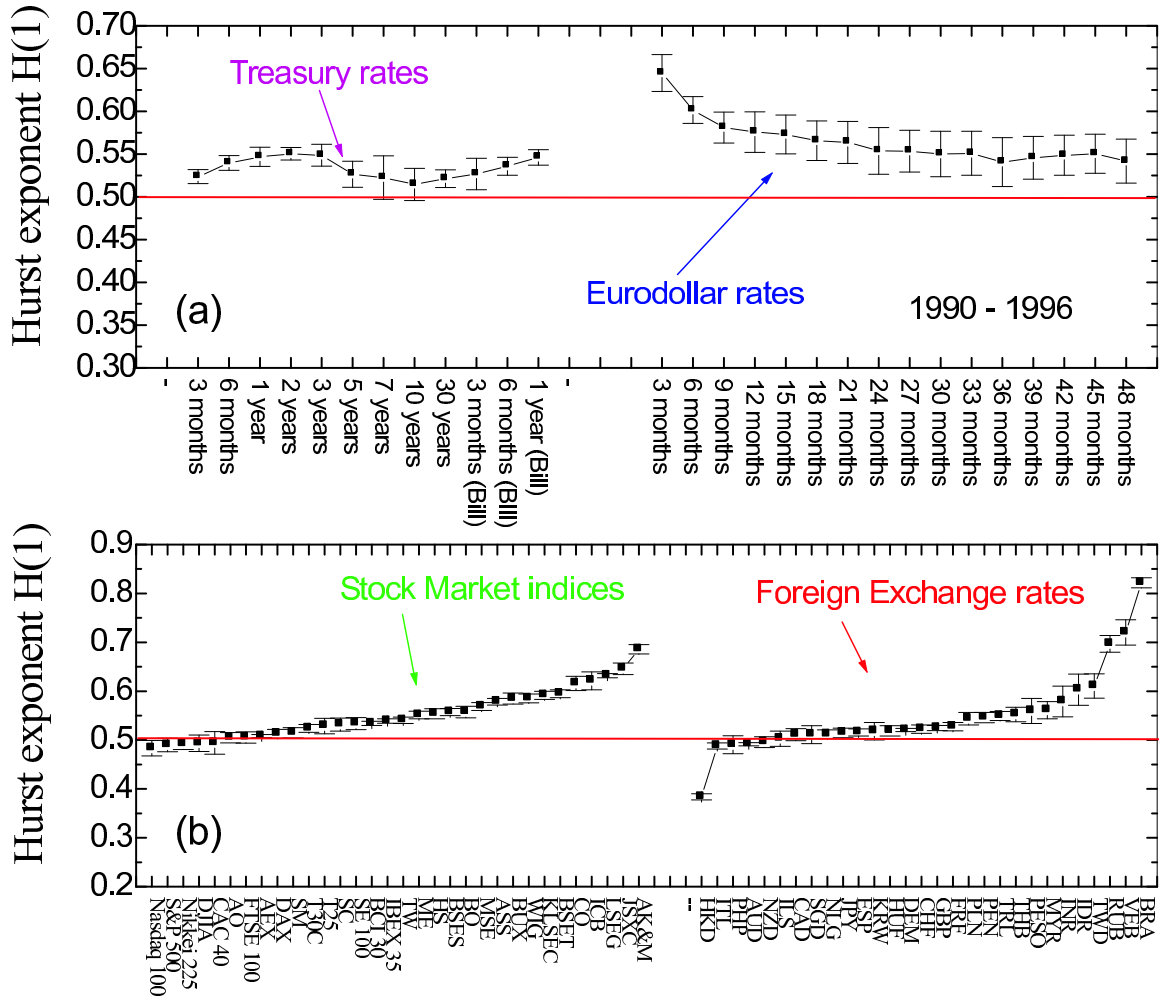 Hurst exponent H(1)
0.70
0.65
0.60
0.55
0.50
0.45
0.40
0.35
0.30
Treasury rates
Eurodollar rates
(a)
1990 - 1996
-
3 months
6 months
1 year
2 years
3 years
5 years
7 years
10 years
30 years
3 months (Bill)
6 months (Bill)
1 year (Bill)
-
3 months
6 months
9 months
12 months
15 months
18 months
21 months
24 months
27 months
30 months
33 months
36 months
39 months
42 months
45 months
48 months
Hurst exponent H(1)
0.9
0.8
0.7
0.6
0.5
0.4
0.3
0.2
Stock Market indices
Foreign Exchange rates
(b)
Nasdaq 100
S&P 500
Nikkei 225
DJIA
CAC 40
AO
FTSE 100
AEX
DAX
SM
T30C
T25
SC
SE 100
BCI 30
IBEX 35
TW
ME
HS
BSES
BO
MSE
ASS
BUX
WIG
KLSEC
BSET
CO
ICB
LSEG
JSXC
AK&M
--
HKD
ITL
PHP
AUD
NZD
ILS
CAD
SGD
NLG
JPY
ESP
KRW
HUF
DEM
CHF
GBP
FRF
PLN
PEN
TRL
THB
PESO
MYR
INR
IDR
TWD
RUB
VEB
BRA